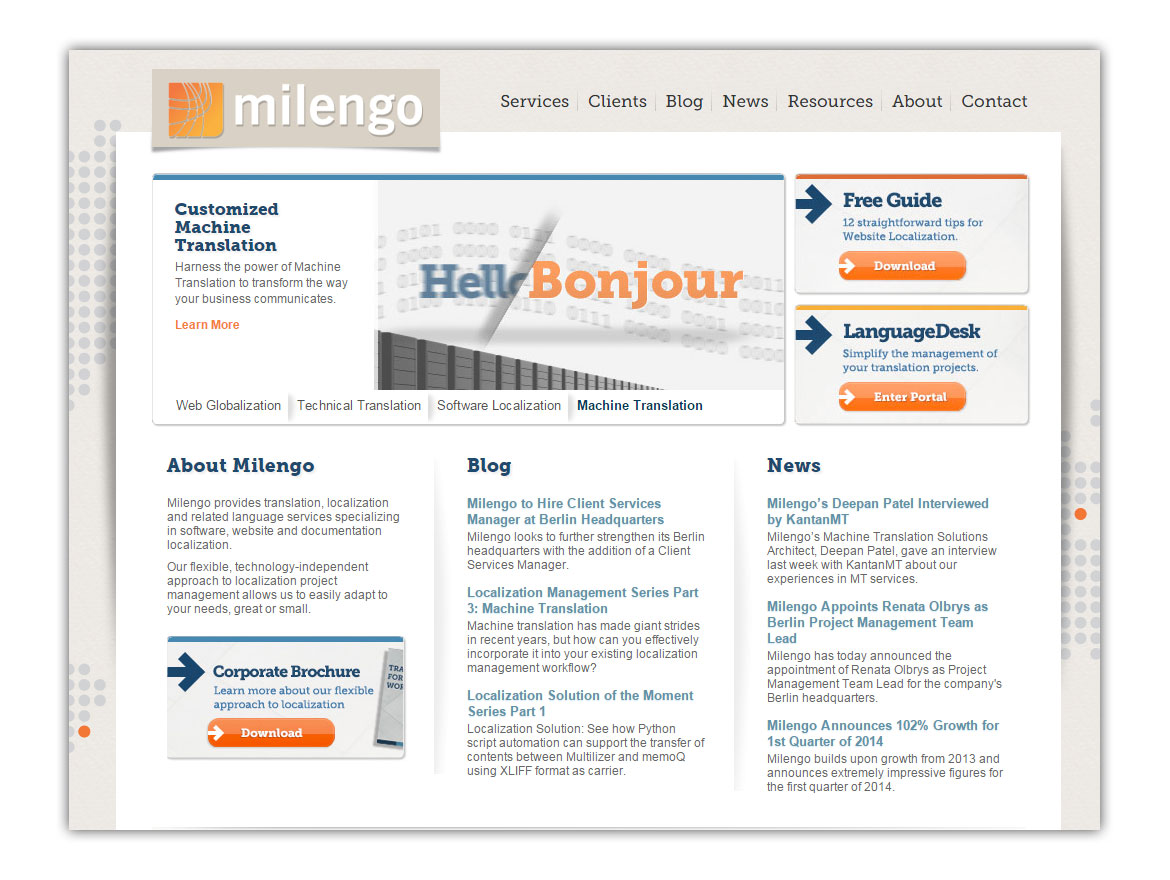 milengo
Services
Clients
Blog
News
Resources
About
Contact
Customized
Machine
Translation
Harness the power of Machine
Translation to transform the way
your business communicates.
Learn More
Hello
Bonjour
Web Globalization
Technical Translation
Software Localization
Machine Translation
Free Guide
12 straightforward tips for
Website Localization.
Download
LanguageDesk
Simplify the management of
your translation projects.
Enter Portal
About Milengo
Milengo provides translation, localization
and related language services specializing
in software, website and documentation
localization.
Our flexible, technology-independent
approach to localization project
management allows us to easily adapt to
your needs, great or small.
Corporate Brochure
Learn more about our flexible
approach to localization
Download
TRA
FOR
WOR
Blog
Milengo to Hire Client Services
Manager at Berlin Headquarters
Milengo looks to further strengthen its Berlin
headquarters with the addition of a Client
Services Manager.
Localization Management Series Part
3: Machine Translation
Machine translation has made giant strides
in recent years, but how can you effectively
incorporate it into your existing localization
management workflow?
Localization Solution of the Moment
Series Part 1
Localization Solution: See how Python
script automation can support the transfer of
contents between Multilizer and memoQ
using XLIFF format as carrier.
News
Milengo's Deepan Patel Interviewed
by KantanMT
Milengo's Machine Translation Solutions
Architect, Deepan Patel, gave an interview
last week with KantanMT about our
experiences in MT services.
Milengo Appoints Renata Olbrys as
Berlin Project Management Team
Lead
Milengo has today announced the
appointment of Renata Olbrys as Project
Management Team Lead for the company's
Berlin headquarters.
Milengo Announces 102% Growth for
1st Quarter of 2014
Milengo builds upon growth from 2013 and
announces extremely impressive figures for
the first quarter of 2014.